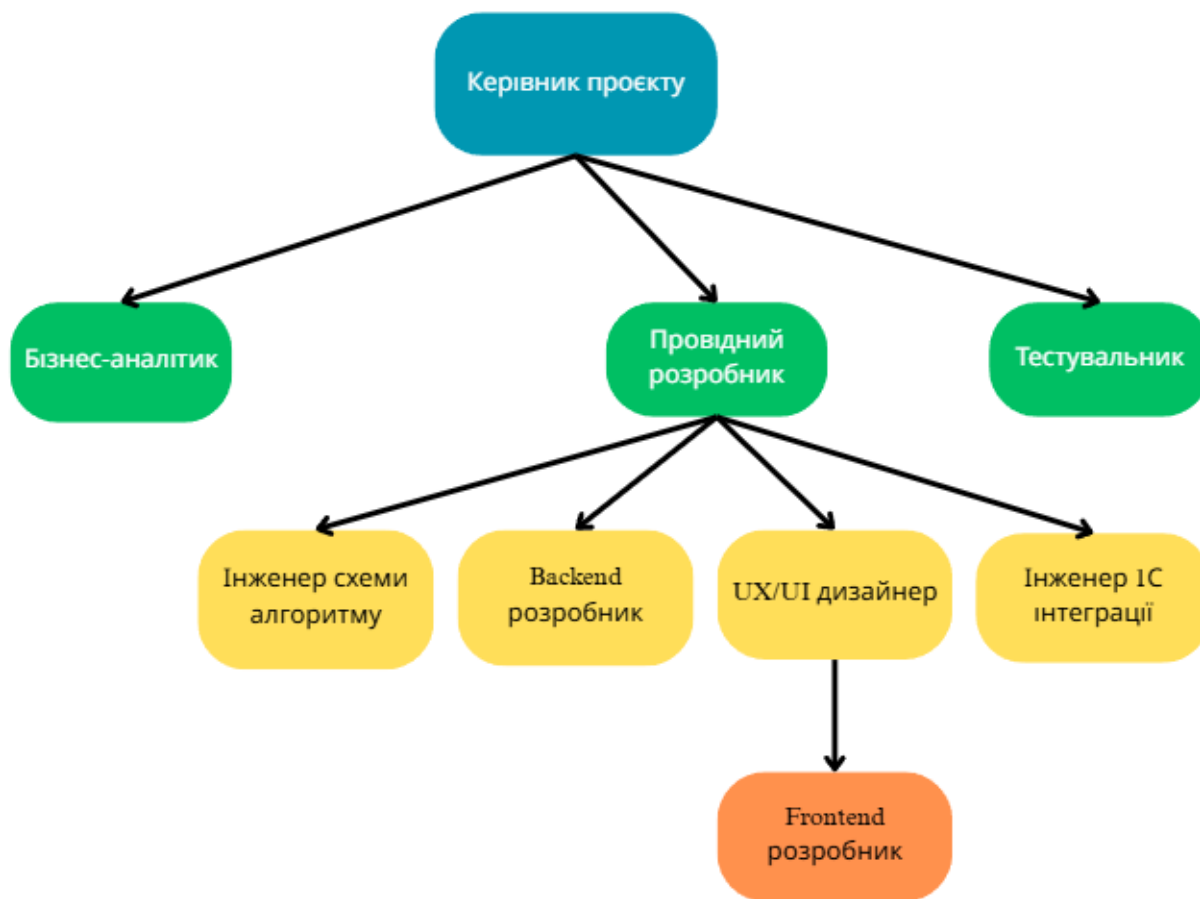 Керівник проєкту
Бізнес-аналітик
Провідний
розробник
Тестувальник
Інженер схеми
алгоритму
Backend
розробник
UX/UI дизайнер
Інженер 1С
інтеграції
Frontend
розробник